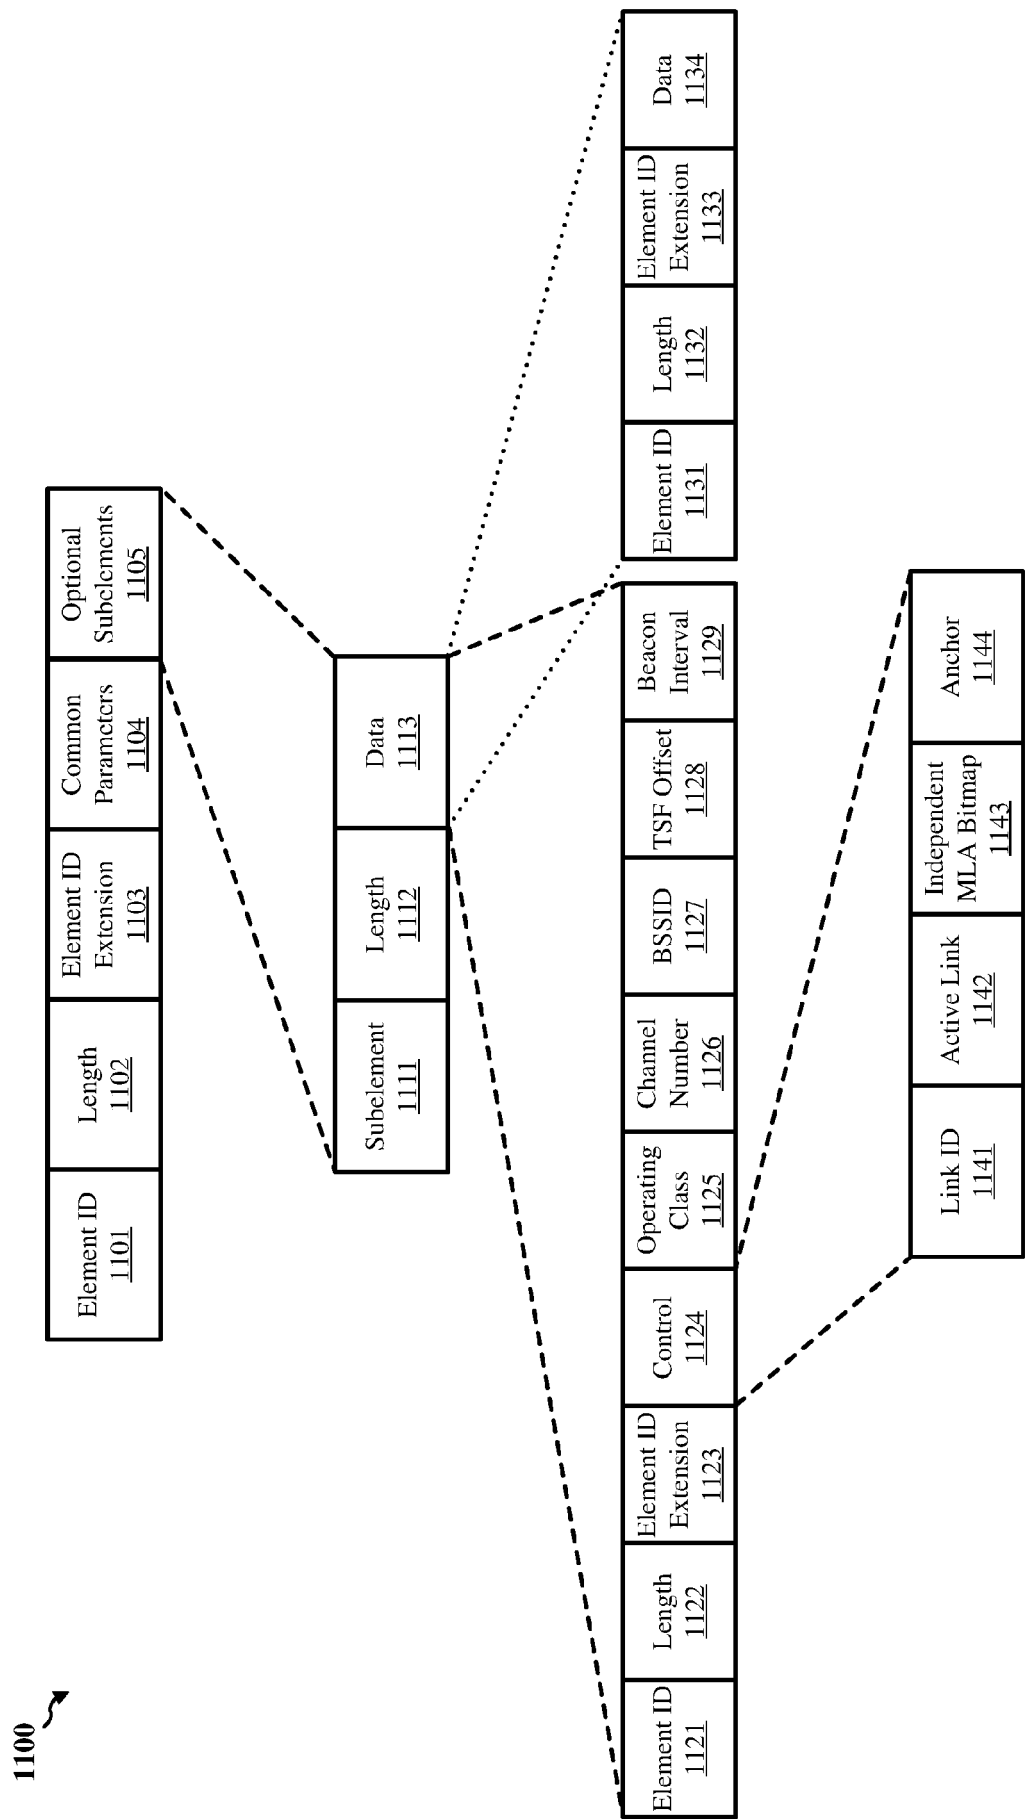 1100
Element ID
1101
Length
1102
Element ID
Extension
1103
Common
Parameters
1104
Optional
Subelements
1105
Subelement
1111
Length
1112
Data
1113
Element ID
1121
Length
1122
Element ID
Extension
1123
Control
1124
Operating
Class
1125
Channel
Number
1126
BSSID
1127
TSF Offset
1128
Beacon
Interval
1129
Element ID
1131
Length
1132
Element ID
Extension
1133
Data
1134
Link ID
1141
Active Link
1142
Independent
MLA Bitmap
1143
Anchor
1144